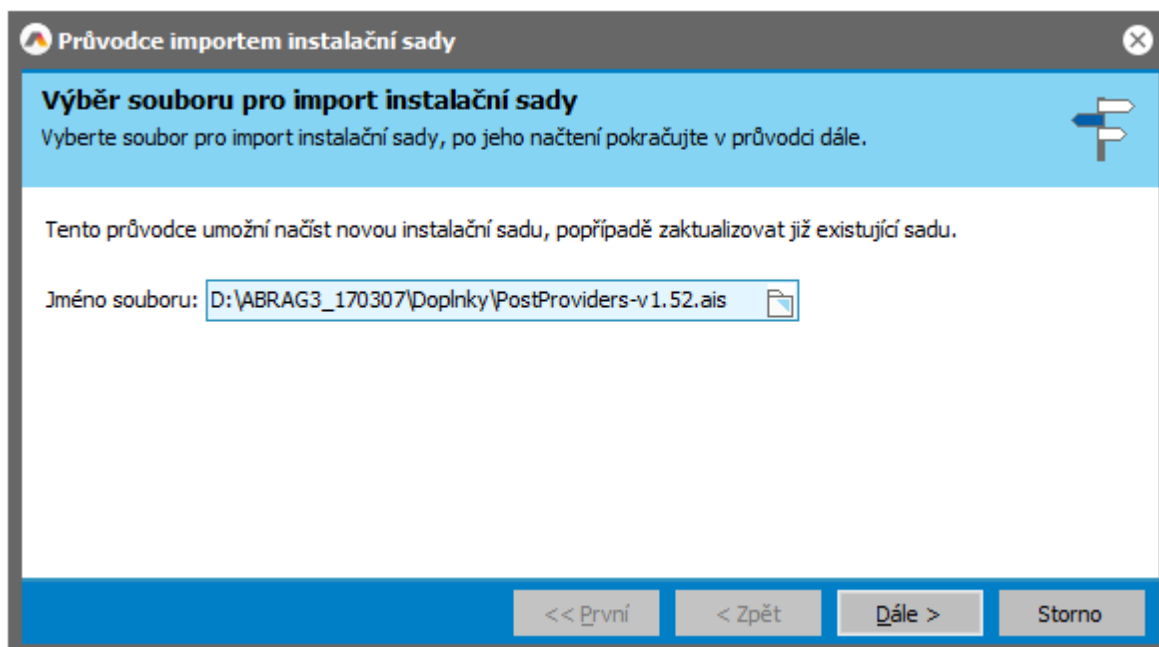 Průvodce importem instalační sady
Výběr souboru pro import instalační sady
Vyberte soubor pro import instalační sady, po jeho načtení pokračujte v průvodci dále.
Tento průvodce umožní načíst novou instalační sadu, popřípadě zaktualizovat již existující sadu.
Jméno souboru: D:\ABRAG3_170307\Doplnky\PostProviders-v1.52.ais
<< První < Zpět Dále > Storno